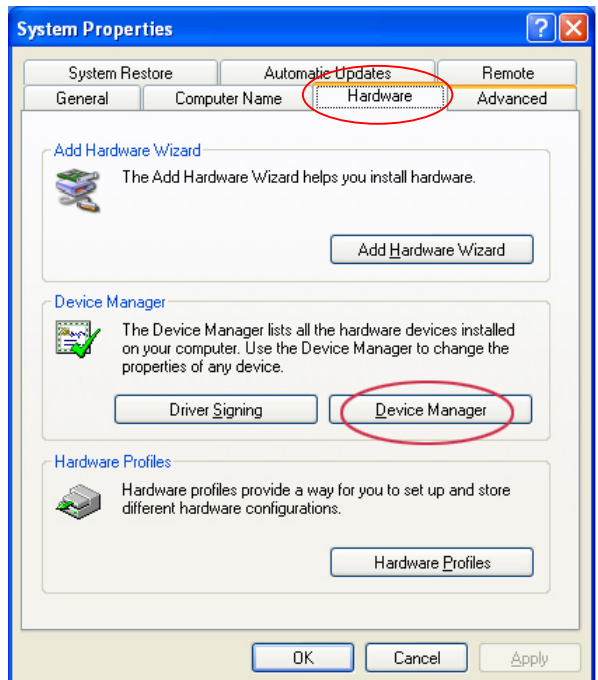 System Properties
System Restore Automatic Updates Remote
General Computer Name Hardware Advanced
Add Hardware Wizard
The Add Hardware Wizard helps you install hardware.
Add Hardware Wizard
Device Manager
The Device Manager lists all the hardware devices installed
on your computer. Use the Device Manager to change the
properties of any device.
Driver Signing Device Manager
Hardware Profiles
Hardware profiles provide a way for you to set up and store
different hardware configurations.
Hardware Profiles
OK Cancel Apply